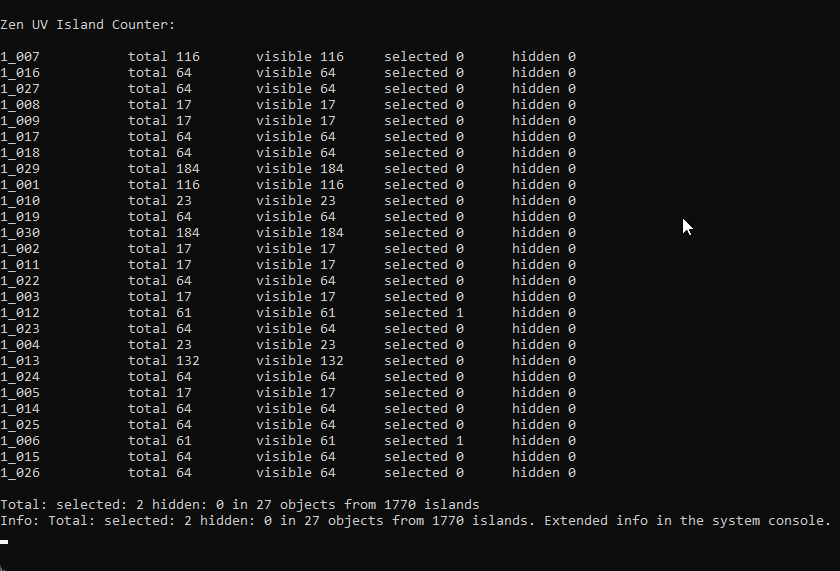 Zen UV Island Counter:
1_007 total 116 visible 116 selected 0 hidden 0
1_016 total 64 visible 64 selected 0 hidden 0
1_027 total 64 visible 64 selected 0 hidden 0
1_008 total 17 visible 17 selected 0 hidden 0
1_009 total 17 visible 17 selected 0 hidden 0
1_017 total 64 visible 64 selected 0 hidden 0
1_018 total 64 visible 64 selected 0 hidden 0
1_029 total 184 visible 184 selected 0 hidden 0
1_001 total 116 visible 116 selected 0 hidden 0
1_010 total 23 visible 23 selected 0 hidden 0
1_019 total 64 visible 64 selected 0 hidden 0
1_030 total 184 visible 184 selected 0 hidden 0
1_002 total 17 visible 17 selected 0 hidden 0
1_011 total 17 visible 17 selected 0 hidden 0
1_022 total 64 visible 64 selected 0 hidden 0
1_003 total 17 visible 17 selected 0 hidden 0
1_012 total 61 visible 61 selected 1 hidden 0
1_023 total 64 visible 64 selected 0 hidden 0
1_004 total 23 visible 23 selected 0 hidden 0
1_013 total 132 visible 132 selected 0 hidden 0
1_024 total 64 visible 64 selected 0 hidden 0
1_005 total 17 visible 17 selected 0 hidden 0
1_014 total 64 visible 64 selected 0 hidden 0
1_025 total 64 visible 64 selected 0 hidden 0
1_006 total 61 visible 61 selected 1 hidden 0
1_015 total 64 visible 64 selected 0 hidden 0
1_026 total 64 visible 64 selected 0 hidden 0
Total: selected: 2 hidden: 0 in 27 objects from 1770 islands
Info: Total: selected: 2 hidden: 0 in 27 objects from 1770 islands. Extended info in the system console.